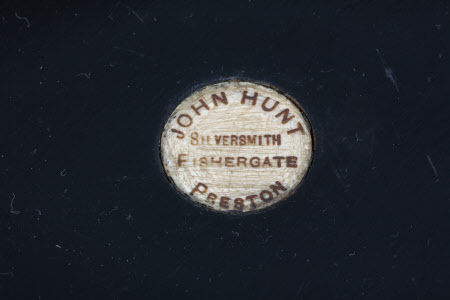 JOHN HUNT
SILVERSMITH
FISHERGATE
PRESTON